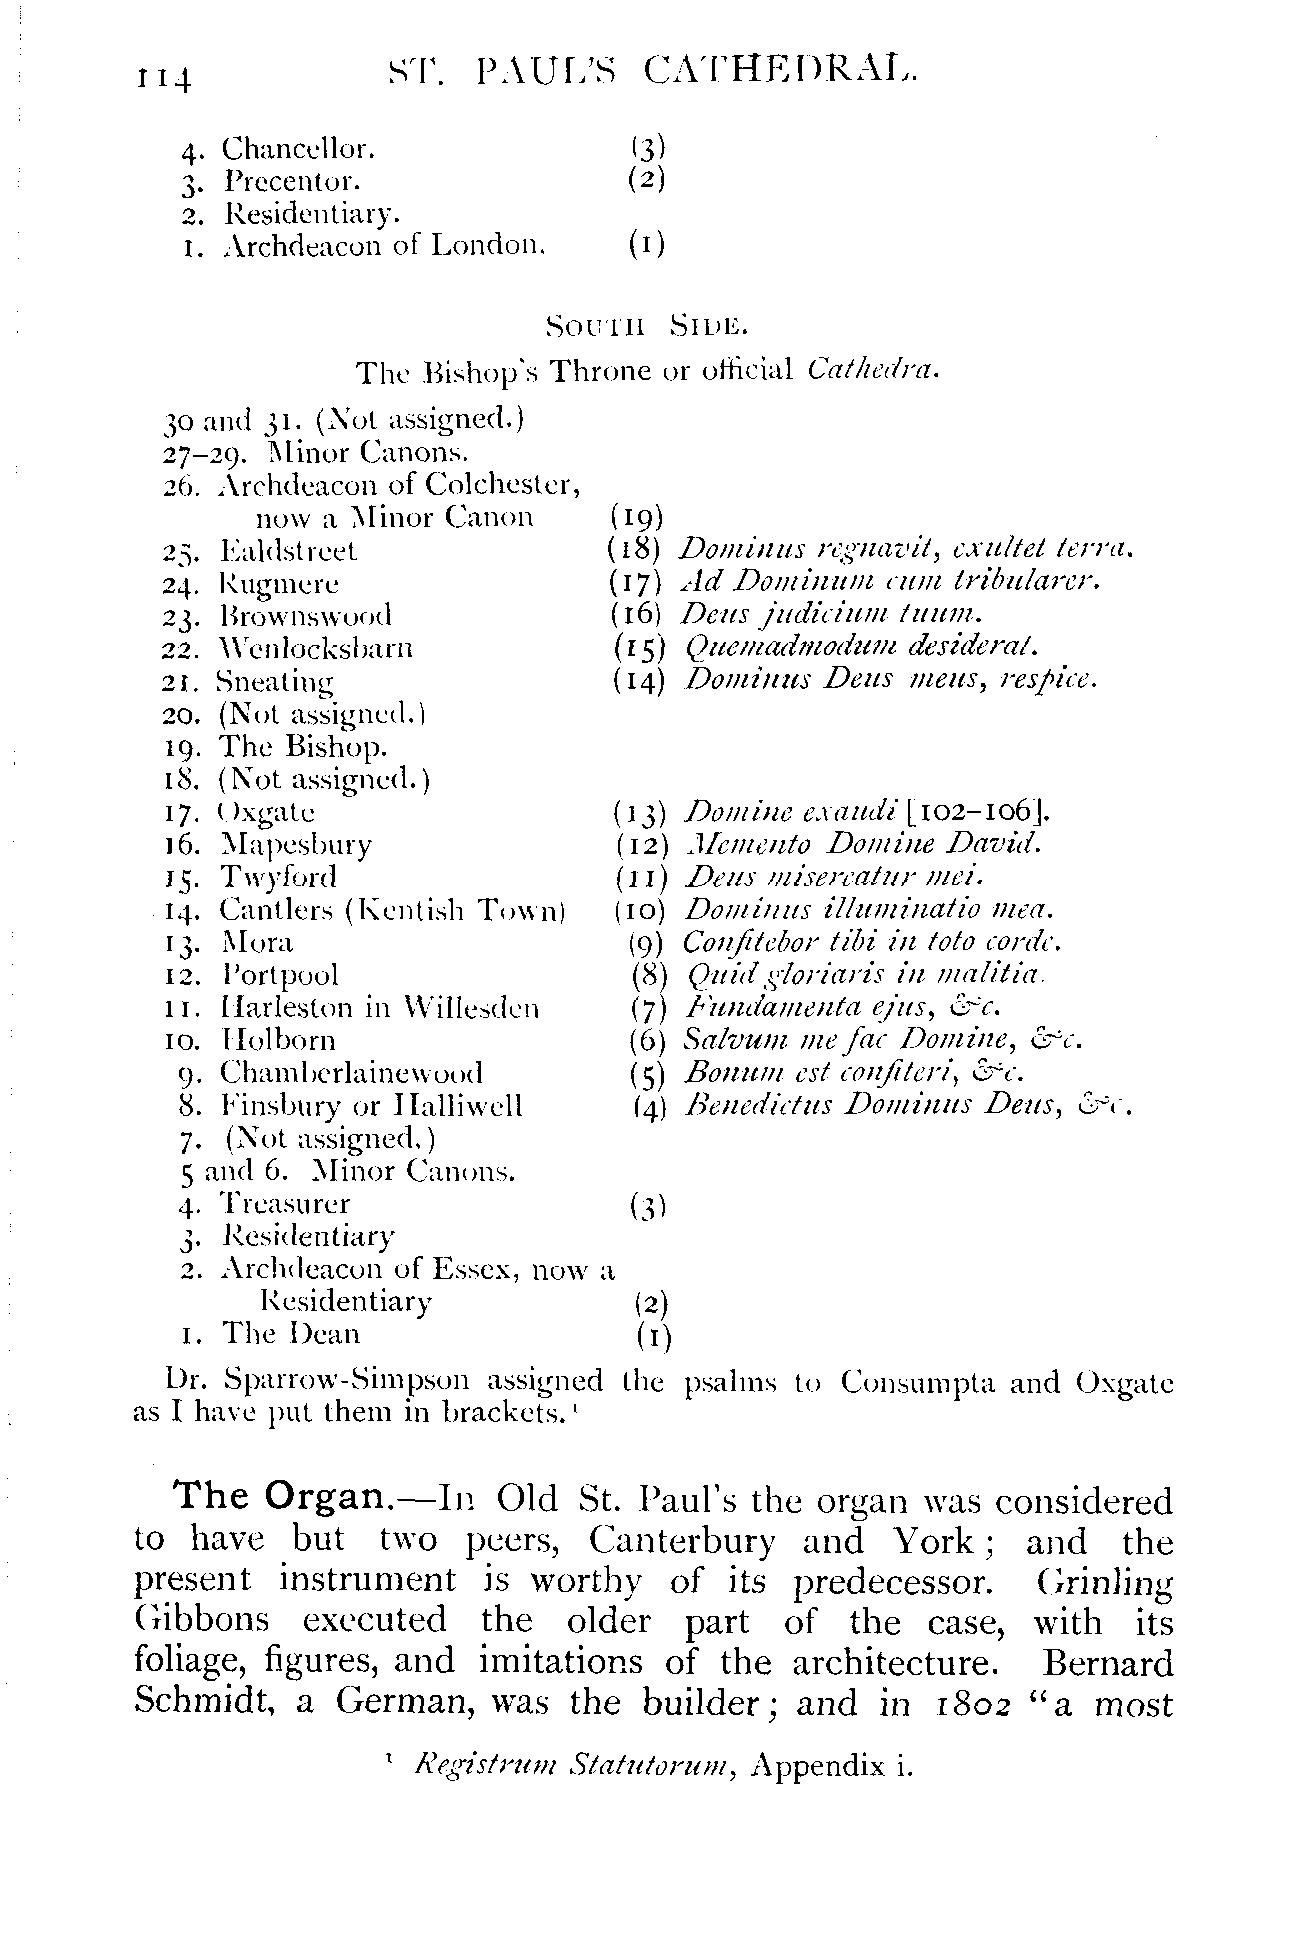 114 ST. PAUL'S CATHEDRAL.
4. Chancellor. (3)
3. Precentor. (2)
2. Residentiary.
1. Archdeacon of London. (1)
SOUTH SIDE.
The Bishop's Throne or official Cathedra.
30 and 31. (Not assigned.)
27–29. Minor Canons.
26. Archdeacon of Colchester,
now a Minor Canon (19)
25. Ealdstreet (18) Dominus regnavit, exultet terra.
24. Rugmere (17) Ad Dominum cum tribularer.
23. Brownswood (16) Deus judicium tuum.
22. Wenlocksbarn (15) Quemadmodum desiderat.
21. Sneating (14) Dominus Deus meus, respice.
20. (Not assigned.)
19. The Bishop.
18. (Not assigned.)
17. Oxgate (13) Domine exaudi [102–106].
16. Mapesbury (12) Memento Domine David.
15. Twyford (11) Deus misereatur mei.
14. Cantlers (Kentish Town) (10) Dominus illuminatio mea.
13. Mora (9) Confitebor tibi in toto corde.
12. Portpool (8) Quid gloriaris in malitia.
11. Harleston in Willesden (7) Fundamenta ejus, &c.
10. Holborn (6) Salvum me fac Domine, &c.
9. Chamberlainewood (5) Bonum est confiteri, &c.
8. Finsbury or Halliwell (4) Benedictus Dominus Deus, &c.
7. (Not assigned.)
5 and 6. Minor Canons.
4. Treasurer (3)
3. Residentiary
2. Archdeacon of Essex, now a
Residentiary (2)
1. The Dean (1)
Dr. Sparrow-Simpson assigned the psalms to Consumpta and Oxgate
as I have put them in brackets.¹
The Organ.—In Old St. Paul's the organ was considered
to have but two peers, Canterbury and York; and the
present instrument is worthy of its predecessor. Grinling
Gibbons executed the older part of the case, with its
foliage, figures, and imitations of the architecture. Bernard
Schmidt, a German, was the builder; and in 1802 "a most
¹ Registrum Statutorum, Appendix i.